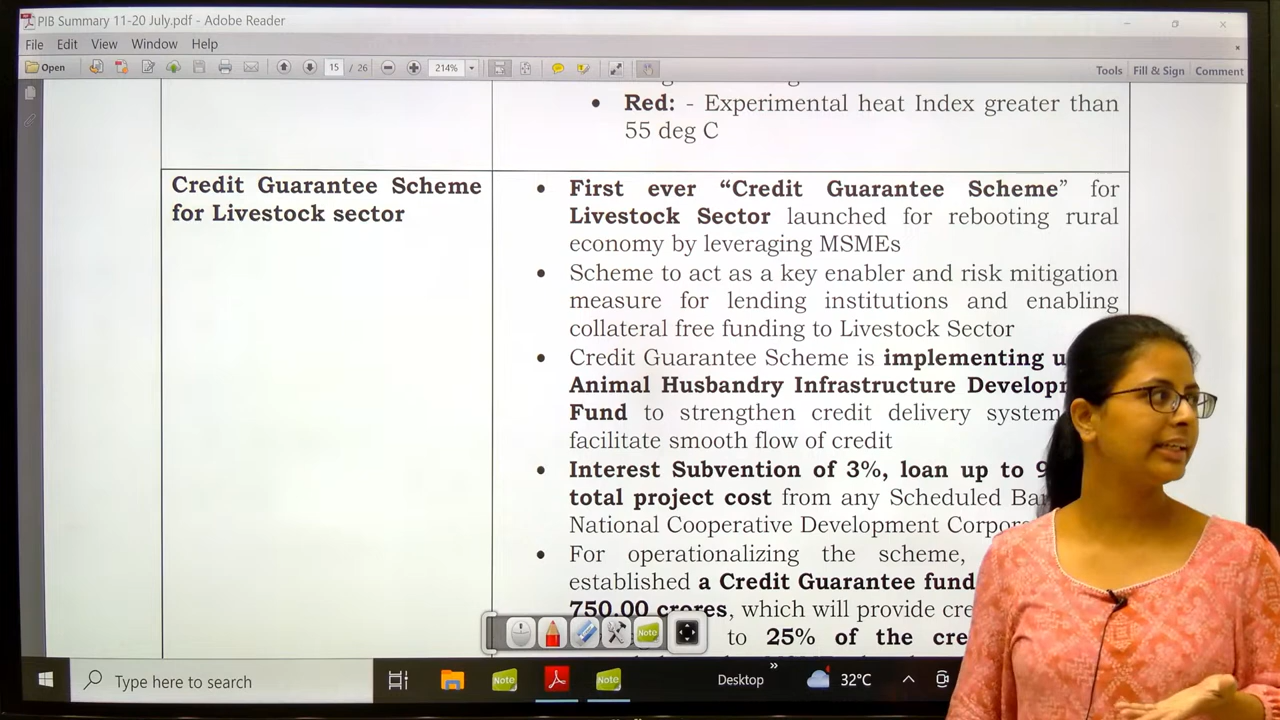 PIB Summary 11-20 July.pdf - Adobe Reader
File Edit View Window Help
Open 15 / 26 214% Tools Fill & Sign Comment
• Red: - Experimental heat Index greater than
55 deg C
Credit Guarantee Scheme
for Livestock sector
• First ever “Credit Guarantee Scheme” for
Livestock Sector launched for rebooting rural
economy by leveraging MSMEs
• Scheme to act as a key enabler and risk mitigation
measure for lending institutions and enabling
collateral free funding to Livestock Sector
• Credit Guarantee Scheme is implementing
Animal Husbandry Infrastructure
Fund to strengthen credit delivery system
facilitate smooth flow of credit
• Interest Subvention of 3%, loan up to
total project cost from any Scheduled
National Cooperative Development
• For operationalizing the scheme,
established a Credit Guarantee fund
750.00 crores, which will provide
to 25% of the
Note
Type here to search Note Note Desktop » 32°C